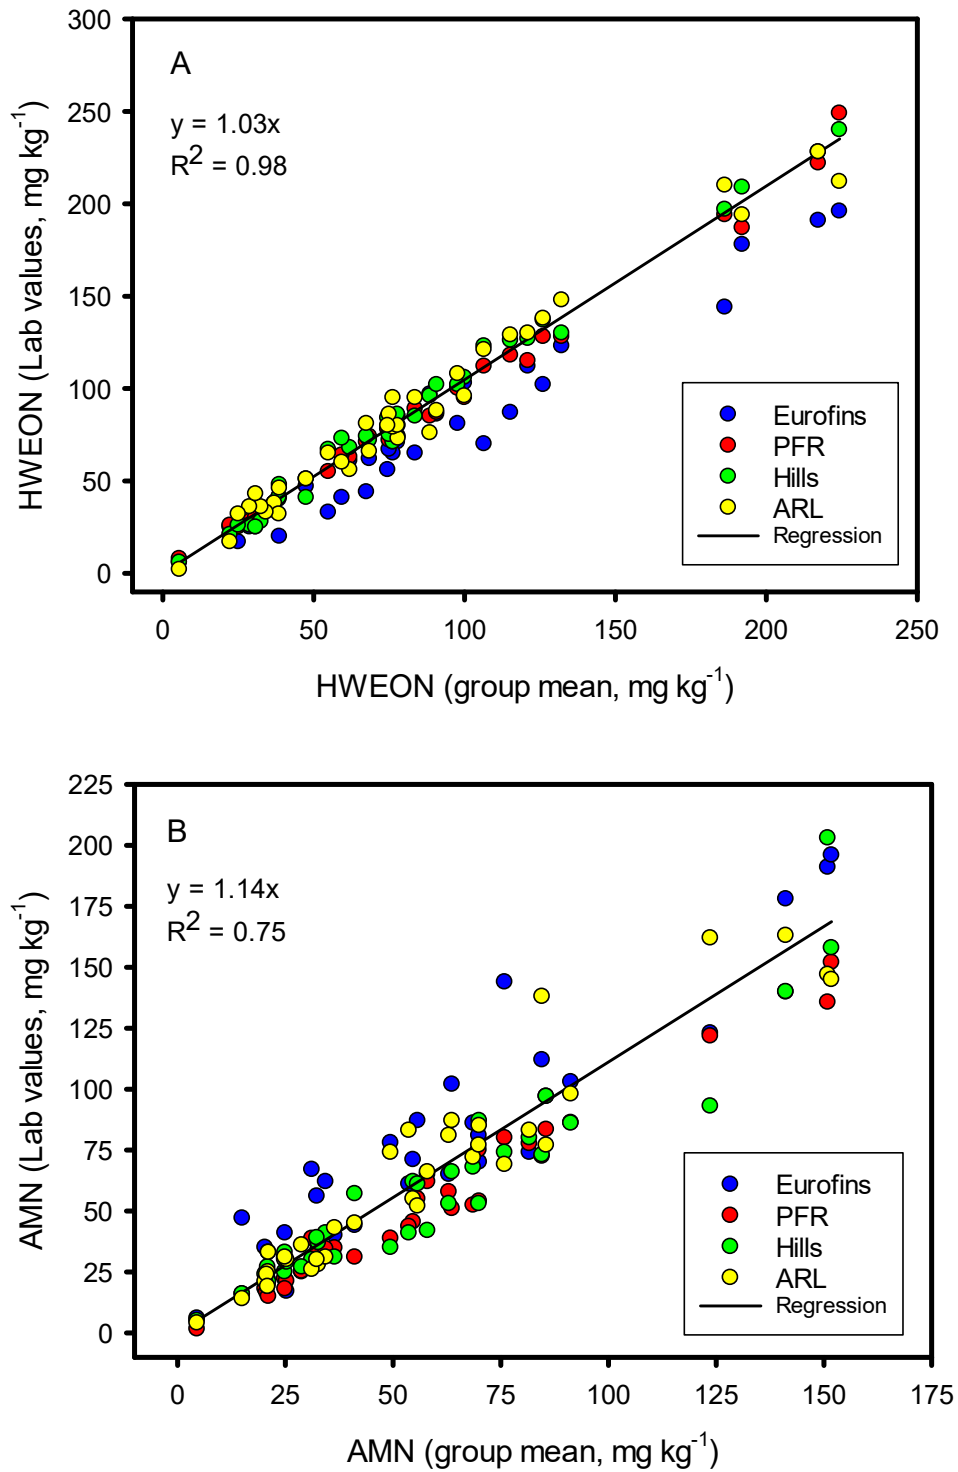 300
250
200
150
100
50
0
HWEON (Lab values, mg kg⁻¹)
A
y = 1.03x
R² = 0.98
Eurofins
PFR
Hills
ARL
Regression
0 50 100 150 200 250
HWEON (group mean, mg kg⁻¹)
225
200
175
150
125
100
75
50
25
0
AMN (Lab values, mg kg⁻¹)
B
y = 1.14x
R² = 0.75
Eurofins
PFR
Hills
ARL
Regression
0 25 50 75 100 125 150 175
AMN (group mean, mg kg⁻¹)